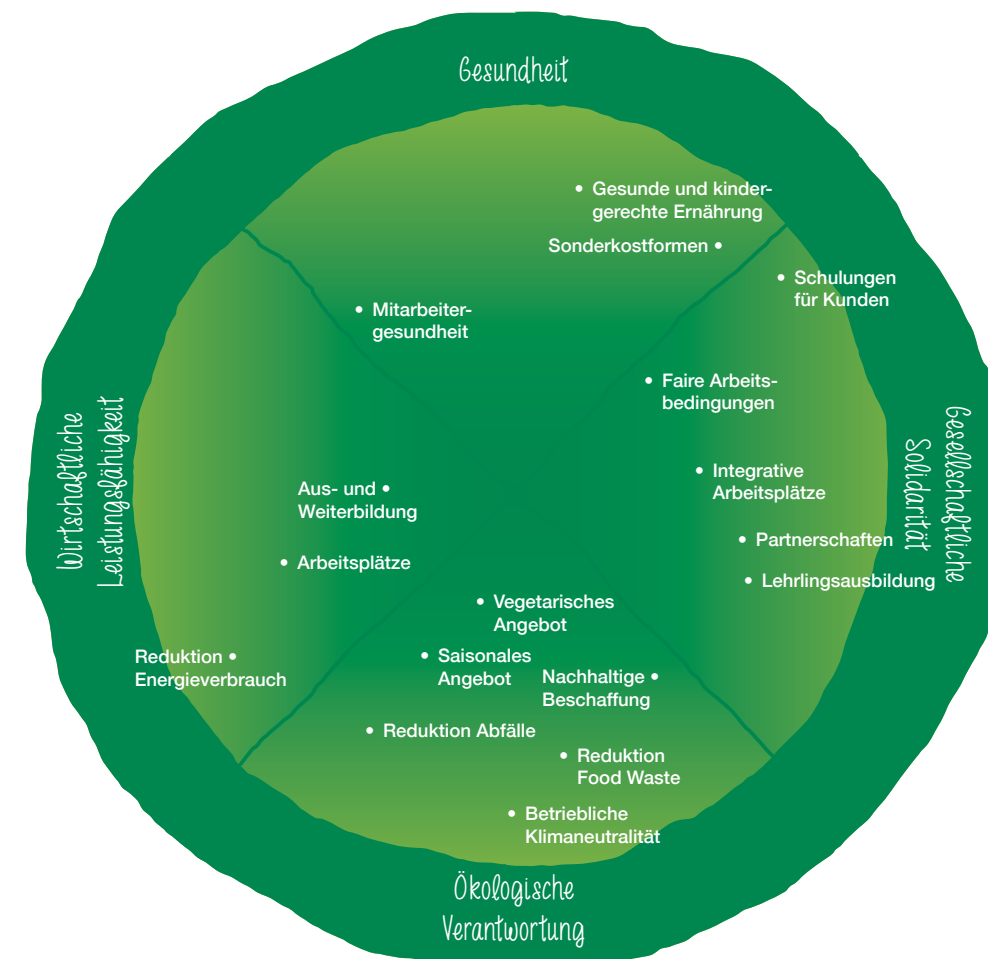 Gesundheit
• Gesunde und kinder-
gerechte Ernährung
Sonderkostformen •
• Schulungen
für Kunden
• Mitarbeiter-
gesundheit
• Faire Arbeits-
bedingungen
Wirtschaftliche
Leistungsfähigkeit
Gesellschaftliche
Solidarität
• Integrative
Arbeitsplätze
Aus- und •
Weiterbildung
• Partnerschaften
• Arbeitsplätze
• Lehrlingsausbildung
• Vegetarisches
Angebot
Reduktion •
Energieverbrauch
• Saisonales
Angebot
Nachhaltige •
Beschaffung
• Reduktion Abfälle
• Reduktion
Food Waste
• Betriebliche
Klimaneutralität
Ökologische
Verantwortung